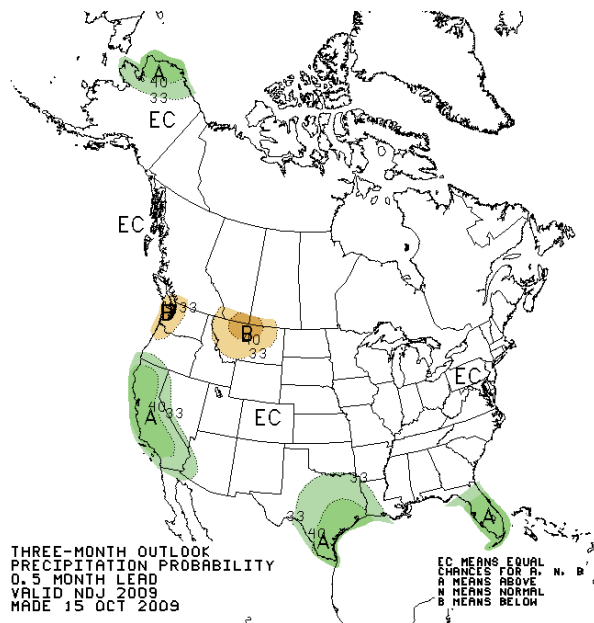 A
40
33
EC
EC
B
33
B
40
33
A
40
33
EC
EC
33
33
40
A
A
THREE-MONTH OUTLOOK
PRECIPITATION PROBABILITY
0.5 MONTH LEAD
VALID NDJ 2009
MADE 15 OCT 2009
EC MEANS EQUAL
CHANCES FOR A, N, B
A MEANS ABOVE
N MEANS NORMAL
B MEANS BELOW